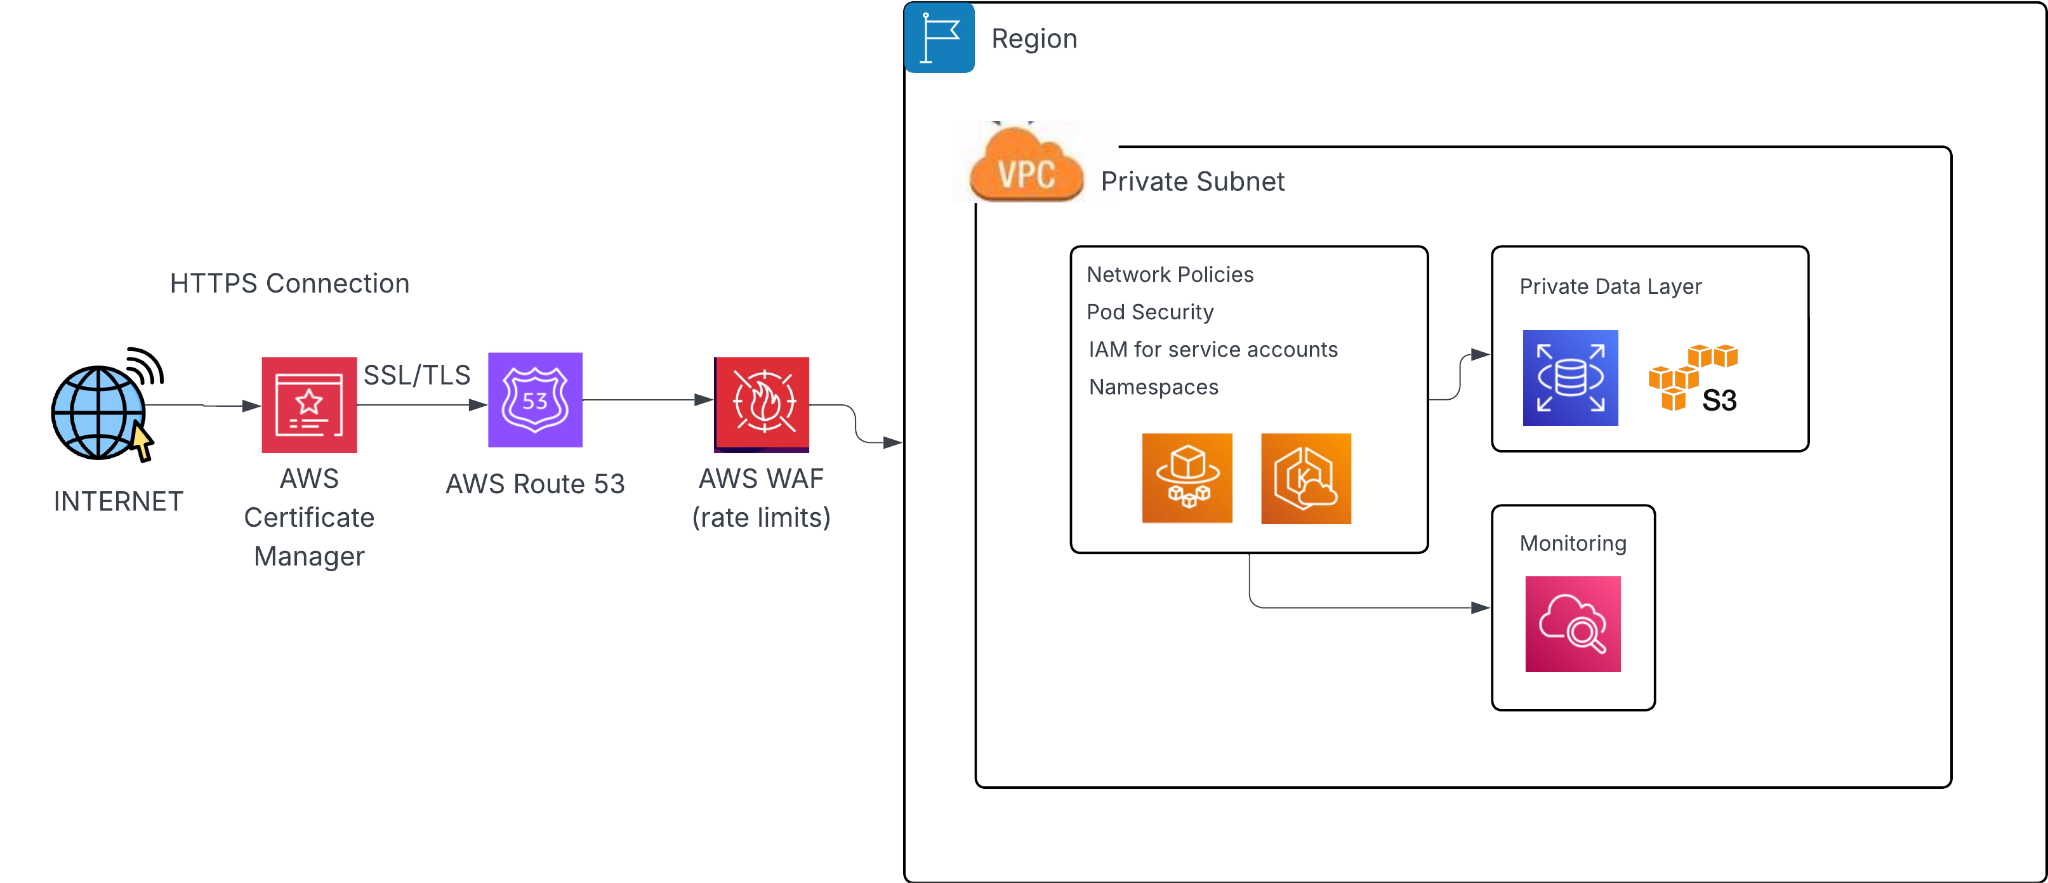 Region
VPC
Private Subnet
HTTPS Connection
INTERNET
AWS
Certificate
Manager
SSL/TLS
53
AWS Route 53
AWS WAF
(rate limits)
Network Policies
Pod Security
IAM for service accounts
Namespaces
K
Private Data Layer
S3
Monitoring